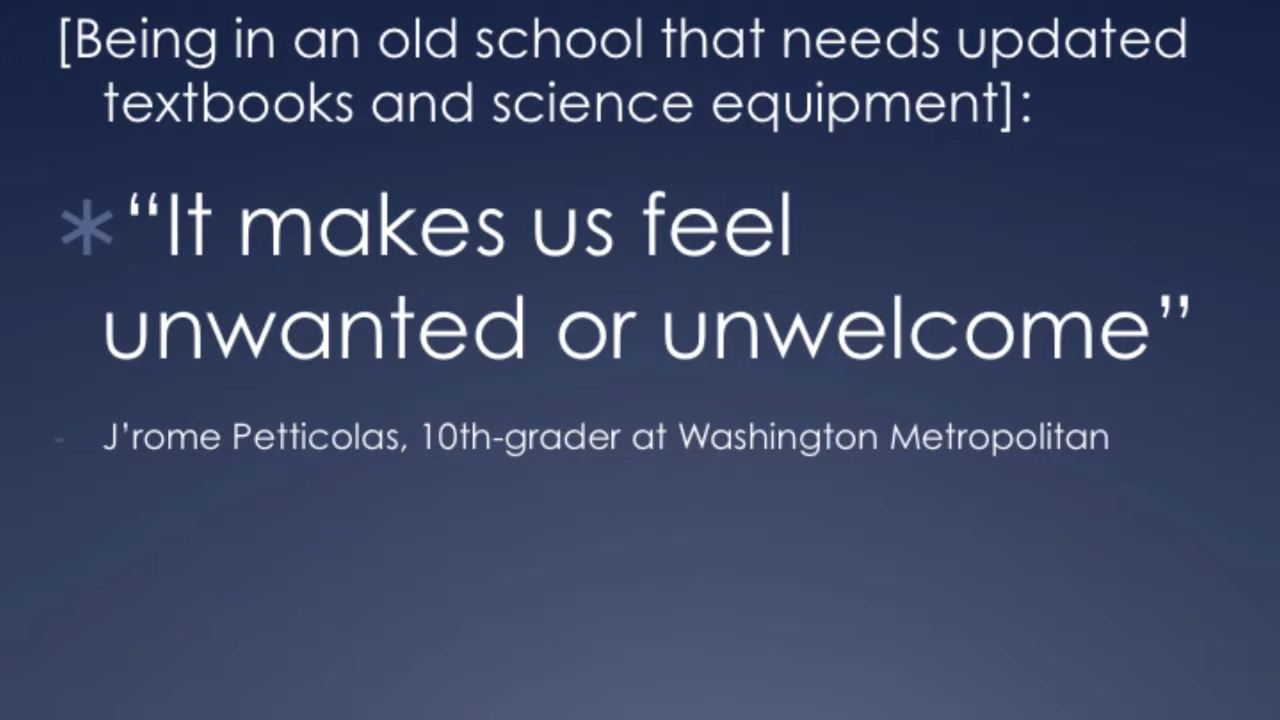 [Being in an old school that needs updated
textbooks and science equipment]:
* “It makes us feel
unwanted or unwelcome”
- J’rome Petticolas, 10th-grader at Washington Metropolitan